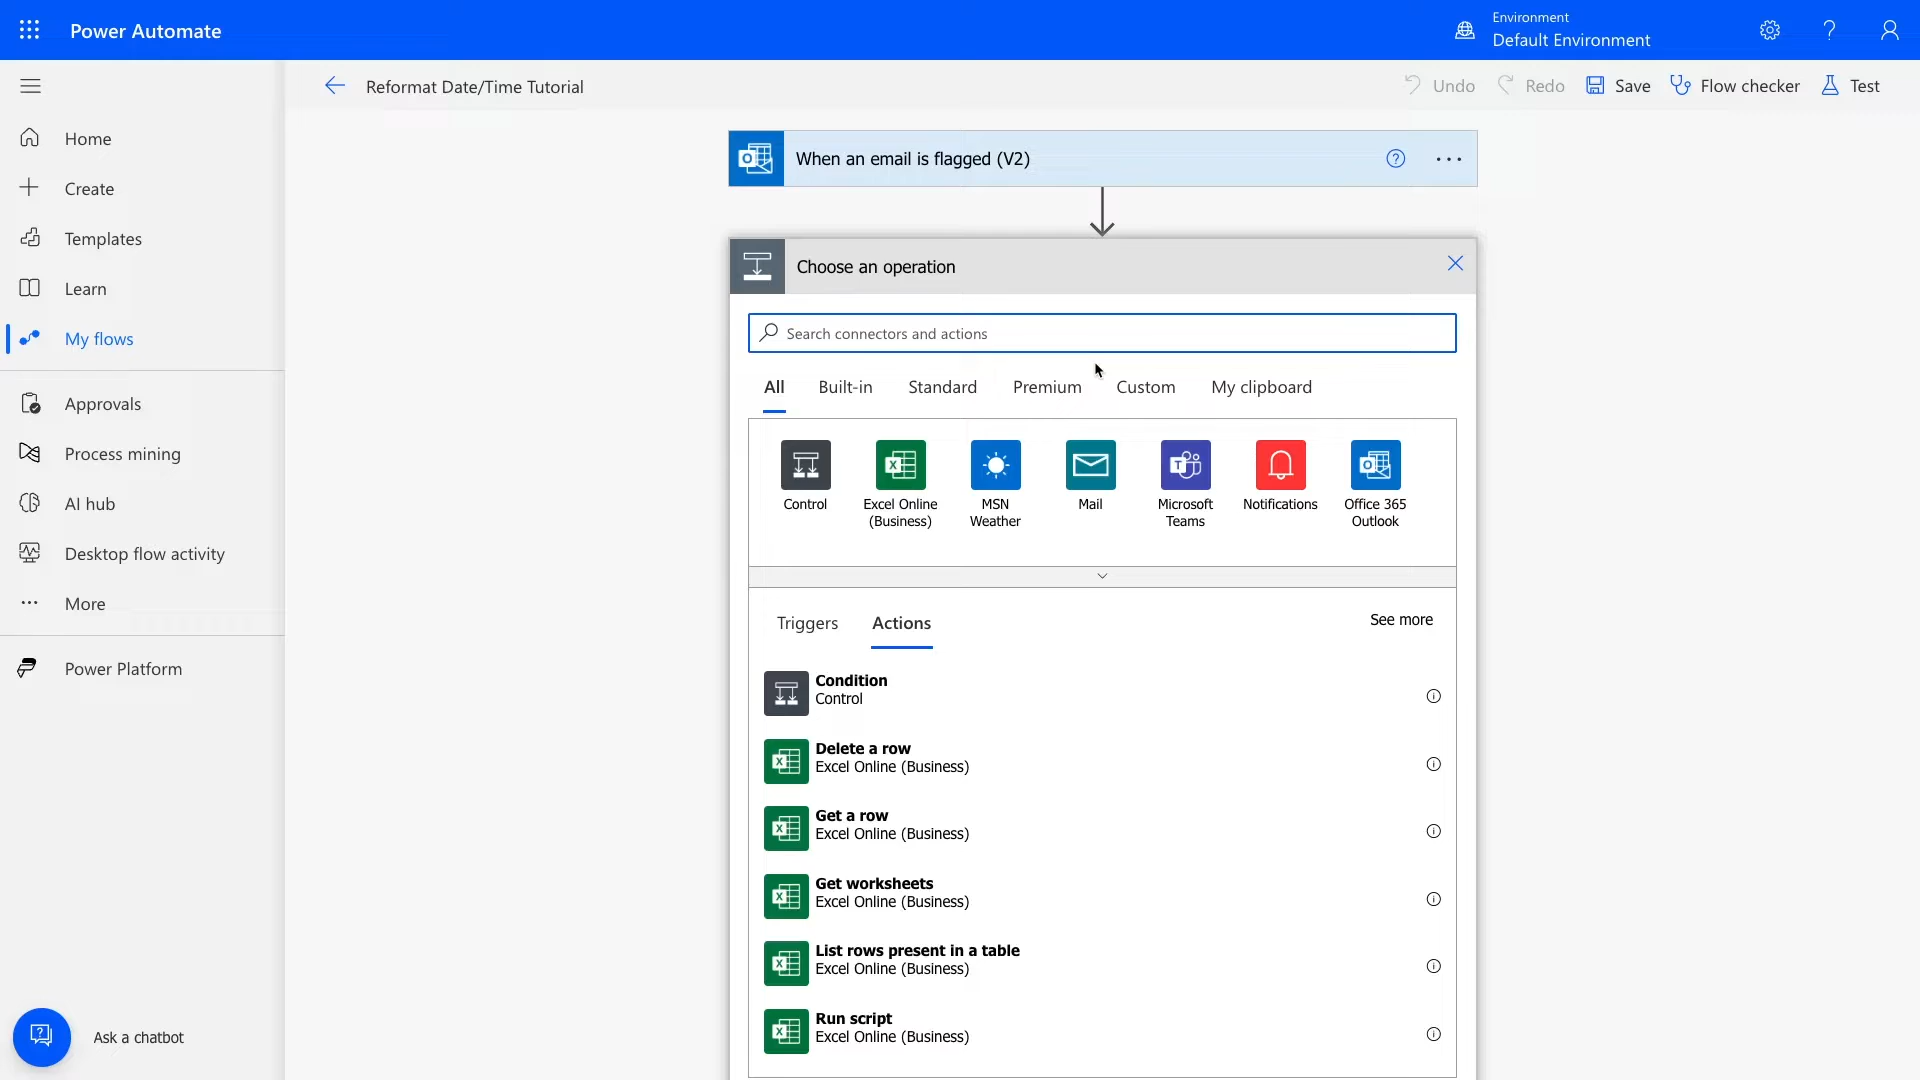 Power Automate
Environment
Default Environment
?
Reformat Date/Time Tutorial
Undo
Redo
Save
Flow checker
Test
Home
Create
Templates
Learn
My flows
Approvals
Process mining
AI hub
Desktop flow activity
More
Power Platform
Ask a chatbot
When an email is flagged (V2)
Choose an operation
Search connectors and actions
All
Built-in
Standard
Premium
Custom
My clipboard
Control
Excel Online
(Business)
MSN
Weather
Mail
Microsoft
Teams
Notifications
Office 365
Outlook
Triggers
Actions
See more
Condition
Control
Delete a row
Excel Online (Business)
Get a row
Excel Online (Business)
Get worksheets
Excel Online (Business)
List rows present in a table
Excel Online (Business)
Run script
Excel Online (Business)